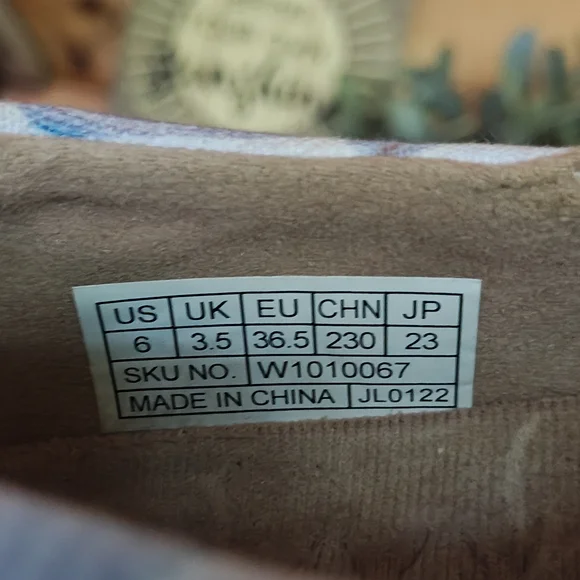 US UK EU CHN JP
6 3.5 36.5 230 23
SKU NO. W1010067
MADE IN CHINA JL0122